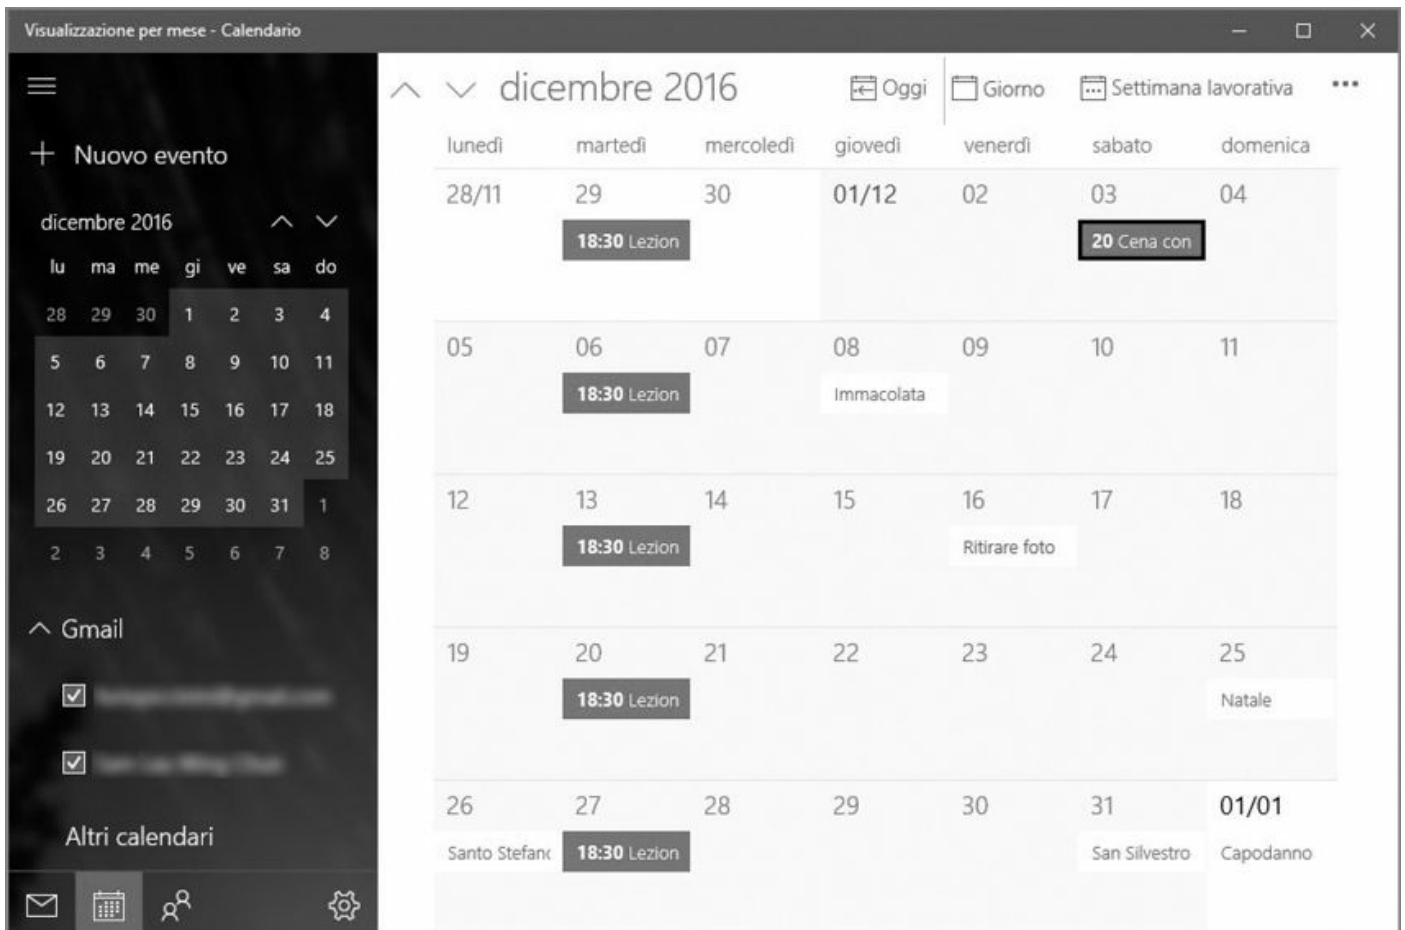 Visualizzazione per mese - Calendario
Nuovo evento
dicembre 2016
lu ma me gi ve sa do
28 29 30 1 2 3 4
5 6 7 8 9 10 11
12 13 14 15 16 17 18
19 20 21 22 23 24 25
26 27 28 29 30 31 1
2 3 4 5 6 7 8
Gmail
Altri calendari
dicembre 2016 Oggi Giorno Settimana lavorativa
lunedì martedì mercoledì giovedì venerdì sabato domenica
28/11 29 30 01/12 02 03 04
18:30 Lezion 20 Cena con
05 06 07 08 09 10 11
18:30 Lezion Immacolata
12 13 14 15 16 17 18
18:30 Lezion Ritirare foto
19 20 21 22 23 24 25
18:30 Lezion Natale
26 27 28 29 30 31 01/01
Santo Stefano 18:30 Lezion San Silvestro Capodanno